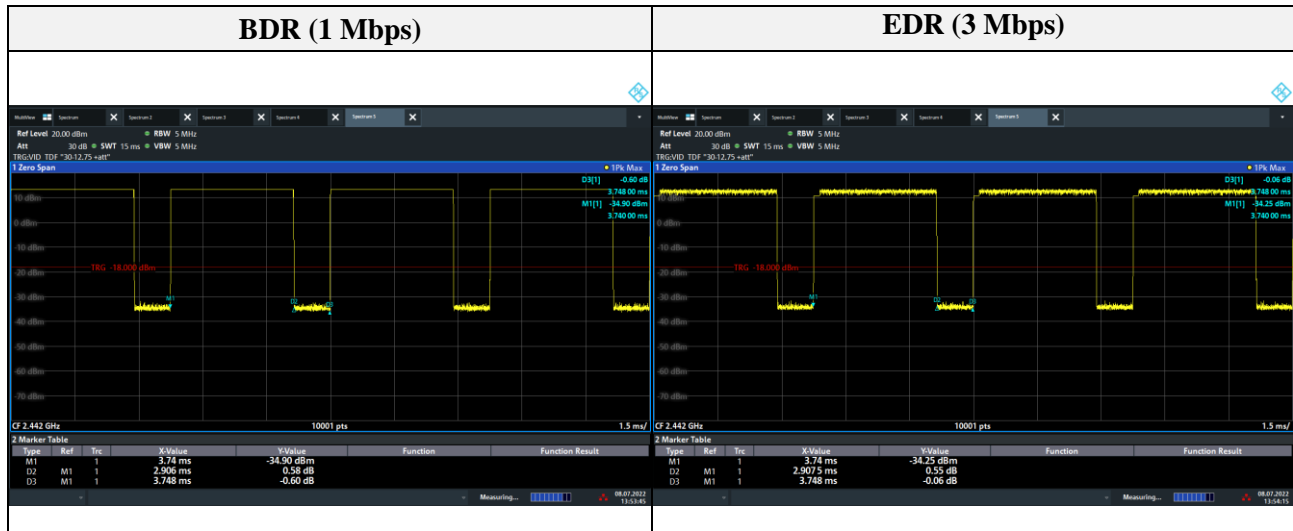 BDR (1 Mbps)
MultiView Spectrum X Spectrum 2 X Spectrum 3 X Spectrum 4 X Spectrum 5 X
Ref Level 20.00 dBm RBW 5 MHz
Att 30 dB SWT 15 ms VBW 5 MHz
TRG:VID TDF "30-12.75 +att"
1 Zero Span 1Pk Max
D3[1] -0.60 dB
3.748 00 ms
10 dBm M1[1] -34.90 dBm
3.740 00 ms
0 dBm
-10 dBm
-20 dBm TRG -18.000 dBm
-30 dBm M1 D2 D3
-40 dBm
-50 dBm
-60 dBm
-70 dBm
CF 2.442 GHz 10001 pts 1.5 ms/
2 Marker Table
Type Ref Trc X-Value Y-Value Function Function Result
M1 1 3.74 ms -34.90 dBm
D2 M1 1 2.906 ms 0.58 dB
D3 M1 1 3.748 ms -0.60 dB
Measuring... 08.07.2022
13:53:45
EDR (3 Mbps)
MultiView Spectrum X Spectrum 2 X Spectrum 3 X Spectrum 4 X Spectrum 5 X
Ref Level 20.00 dBm RBW 5 MHz
Att 30 dB SWT 15 ms VBW 5 MHz
TRG:VID TDF "30-12.75 +att"
1 Zero Span 1Pk Max
D3[1] -0.06 dB
3.748 00 ms
10 dBm M1[1] -34.25 dBm
3.740 00 ms
0 dBm
-10 dBm
-20 dBm TRG -18.000 dBm
-30 dBm M1 D2 D3
-40 dBm
-50 dBm
-60 dBm
-70 dBm
CF 2.442 GHz 10001 pts 1.5 ms/
2 Marker Table
Type Ref Trc X-Value Y-Value Function Function Result
M1 1 3.74 ms -34.25 dBm
D2 M1 1 2.9075 ms 0.55 dB
D3 M1 1 3.748 ms -0.06 dB
Measuring... 08.07.2022
13:54:15